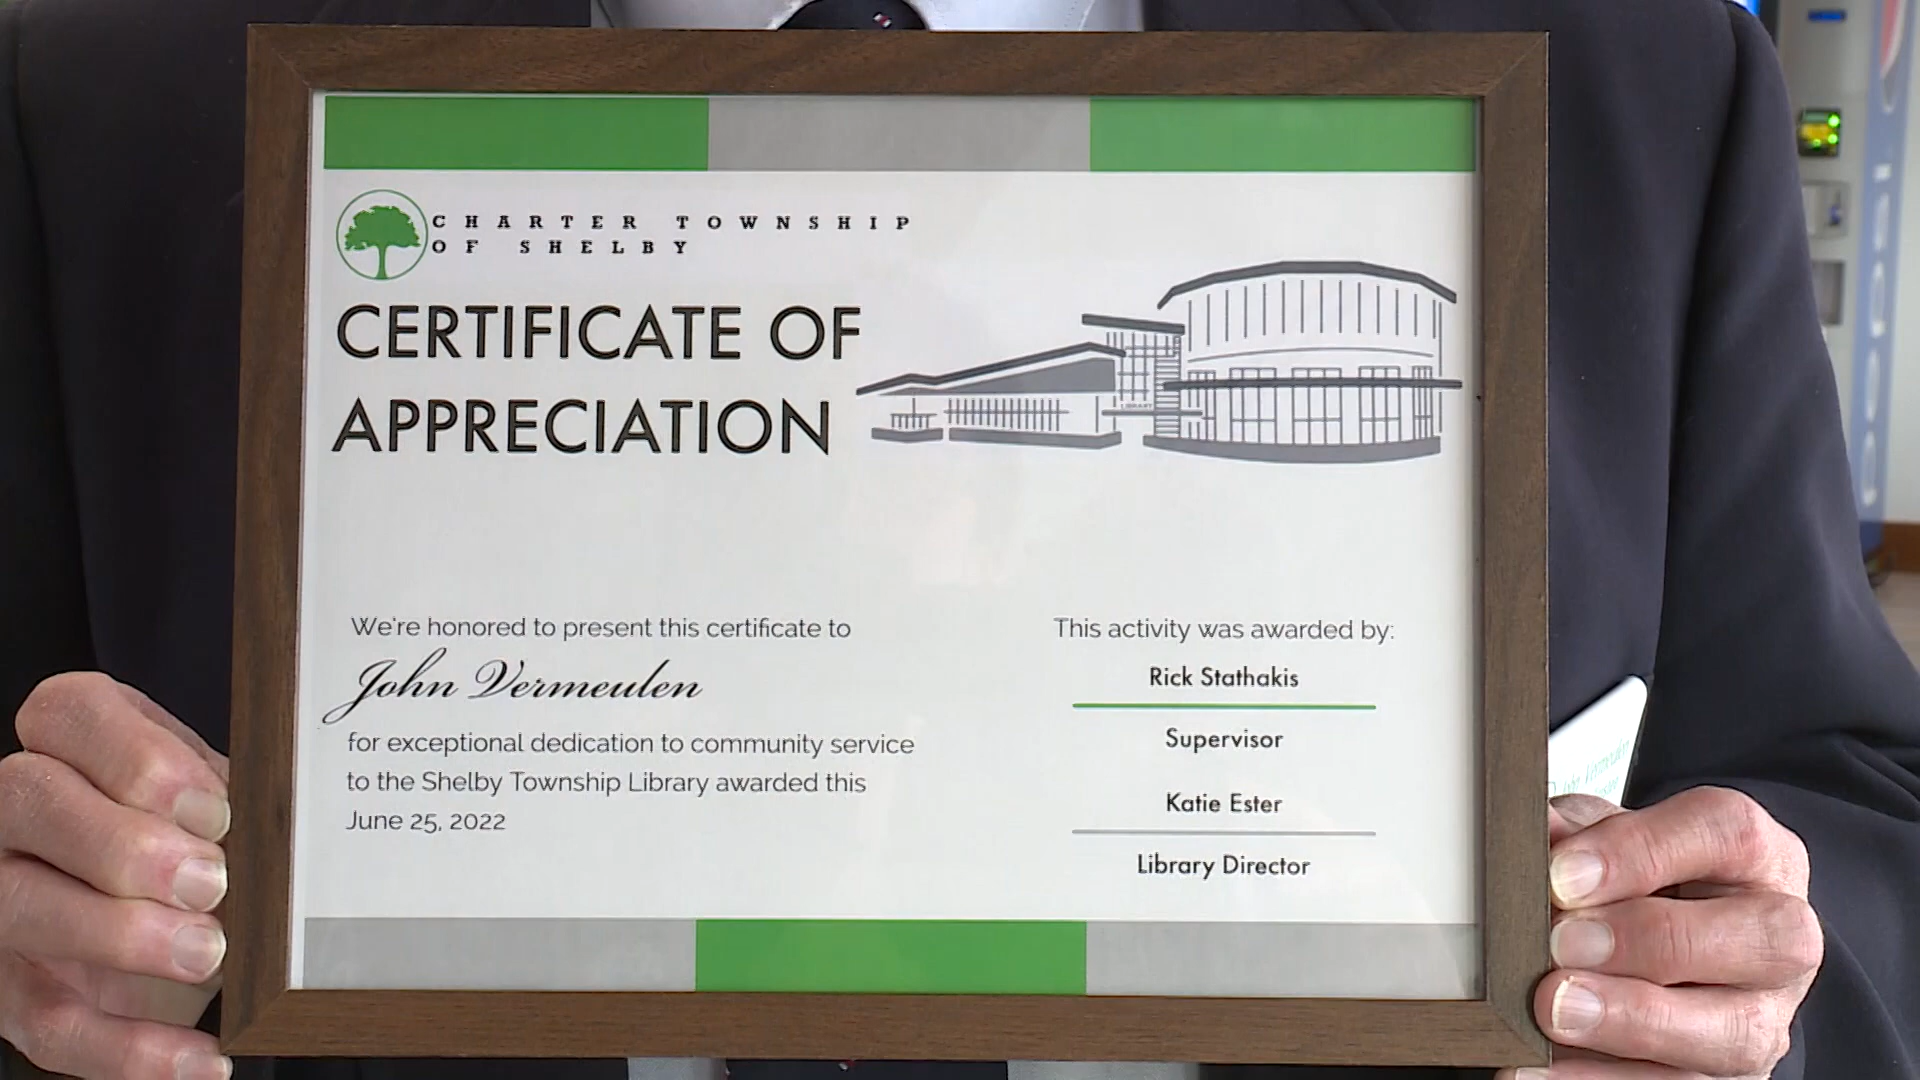 CHARTER TOWNSHIP
OF SHELBY
CERTIFICATE OF
APPRECIATION
LIBRARY
We're honored to present this certificate to
John Vermeulen
for exceptional dedication to community service
to the Shelby Township Library awarded this
June 25, 2022
This activity was awarded by:
Rick Stathakis
Supervisor
Katie Ester
Library Director